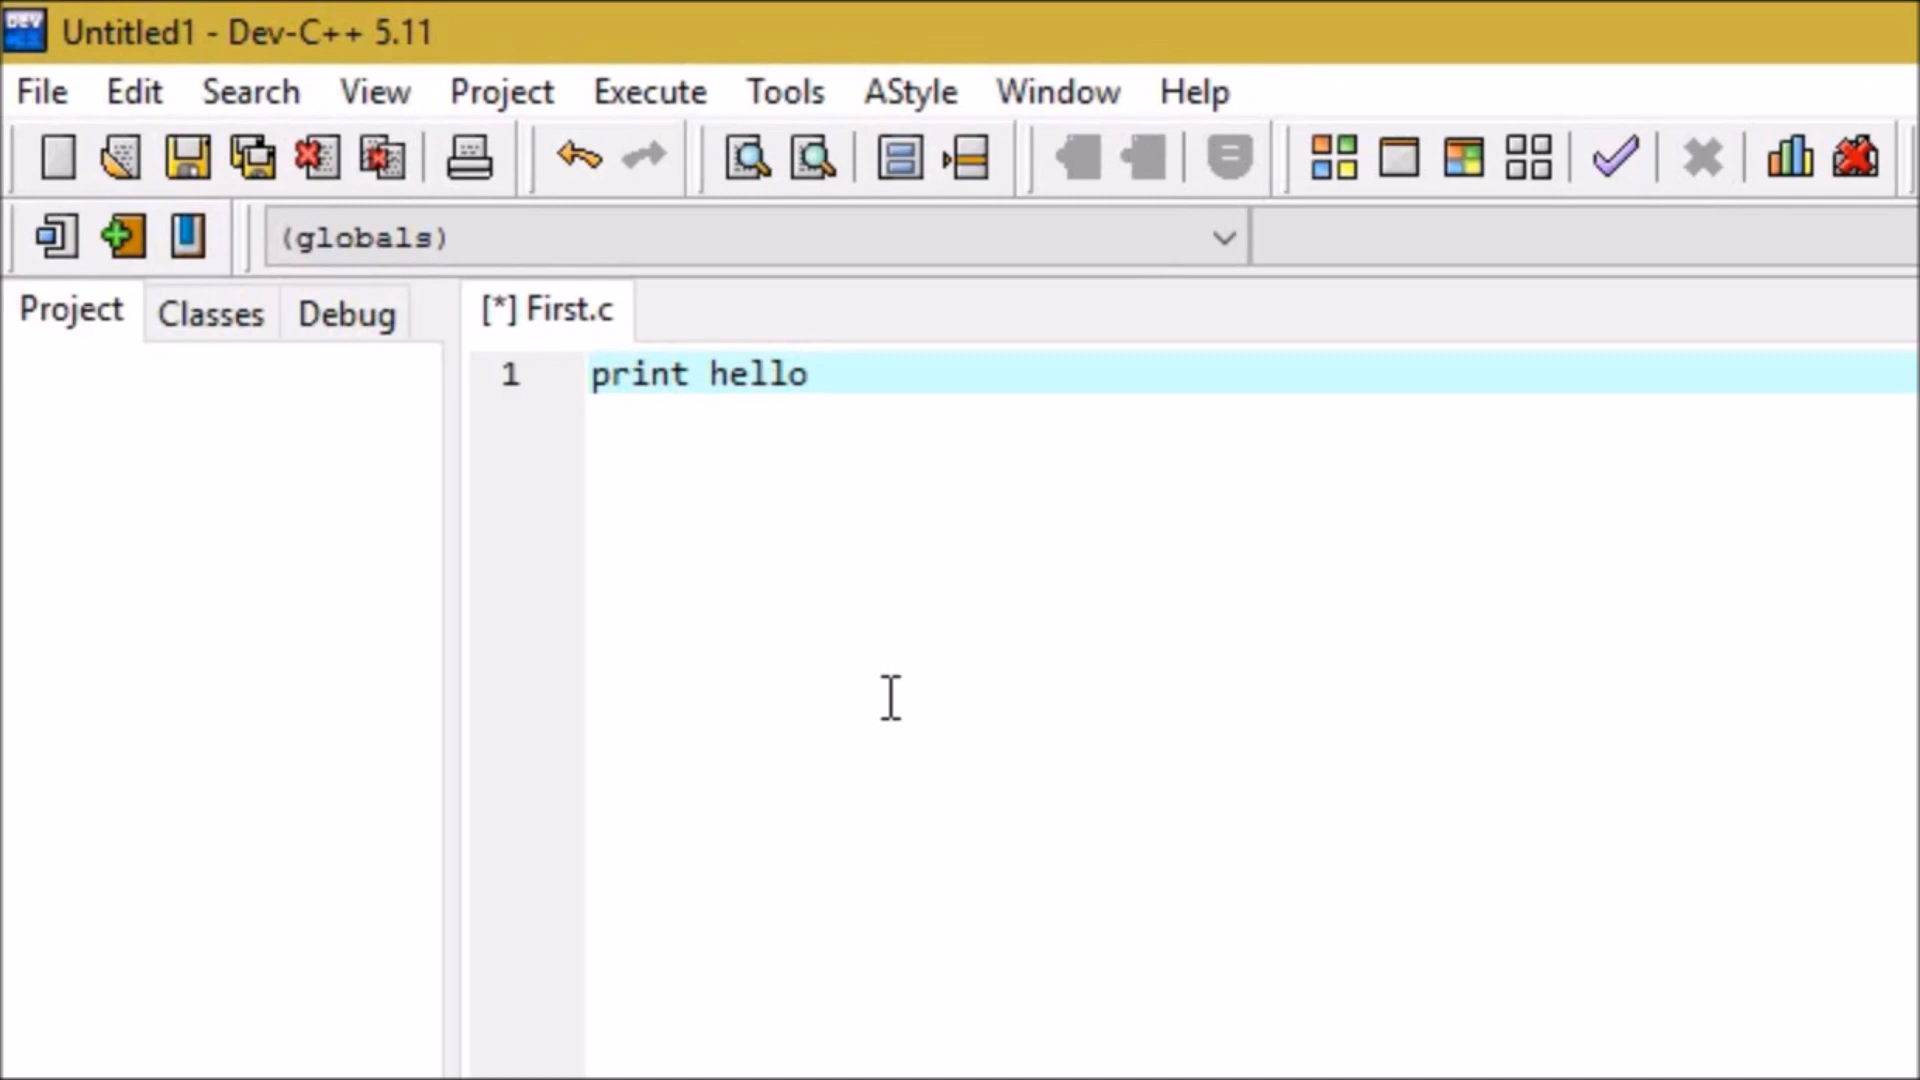 DEV
Untitled1 - Dev-C++ 5.11
File Edit Search View Project Execute Tools AStyle Window Help
(globals)
Project Classes Debug [*] First.c
1 print hello